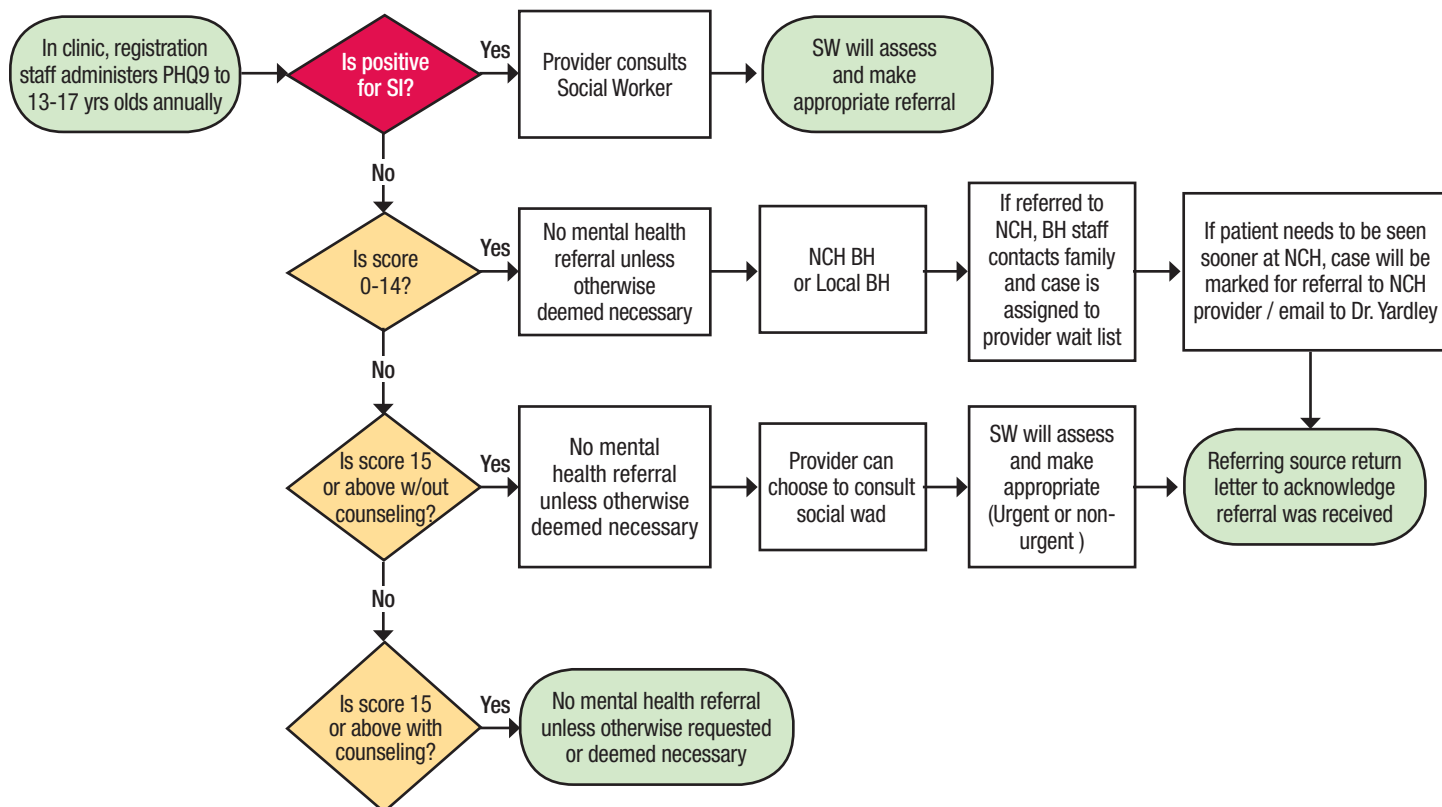 In clinic, registration
staff administers PHQ9 to
13-17 yrs olds annually
Is positive
for SI?
Yes
Provider consults
Social Worker
SW will assess
and make
appropriate referral
No
Is score
0-14?
Yes
No mental health
referral unless
otherwise
deemed necessary
NCH BH
or Local BH
If referred to
NCH, BH staff
contacts family
and case is
assigned to
provider wait list
If patient needs to be seen
sooner at NCH, case will be
marked for referral to NCH
provider / email to Dr. Yardley
No
Is score 15
or above w/out
counseling?
Yes
No mental
health referral
unless otherwise
deemed necessary
Provider can
choose to consult
social wad
SW will assess
and make
appropriate
(Urgent or non-
urgent )
Referring source return
letter to acknowledge
referral was received
No
Is score 15
or above with
counseling?
Yes
No mental health referral
unless otherwise requested
or deemed necessary